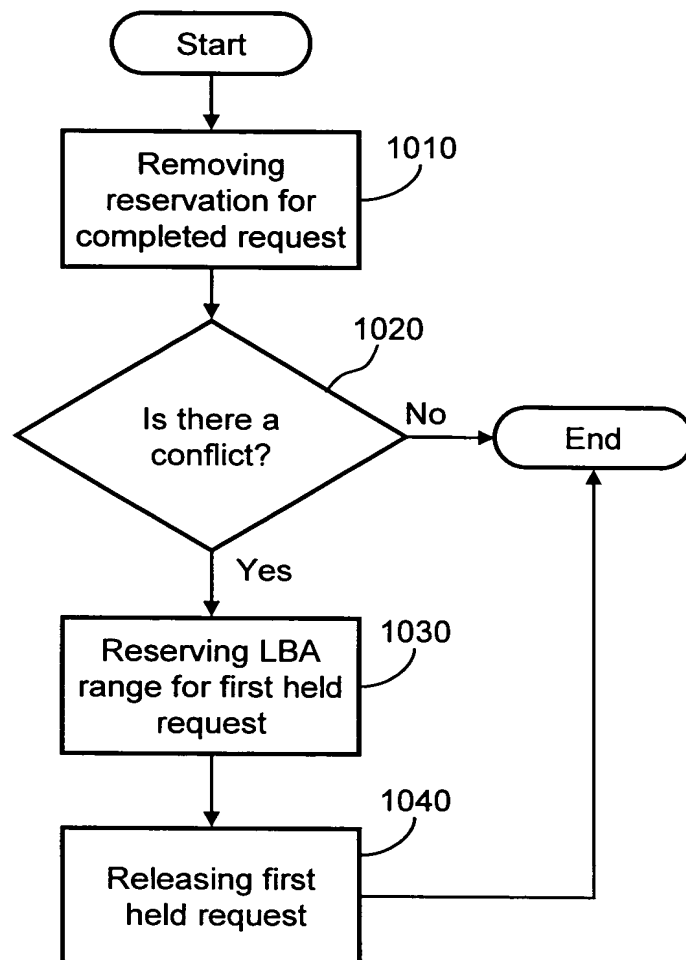 Start
Removing
reservation for
completed request
1010
1020
Is there a
conflict?
No
End
Yes
Reserving LBA
range for first held
request
1030
1040
Releasing first
held request